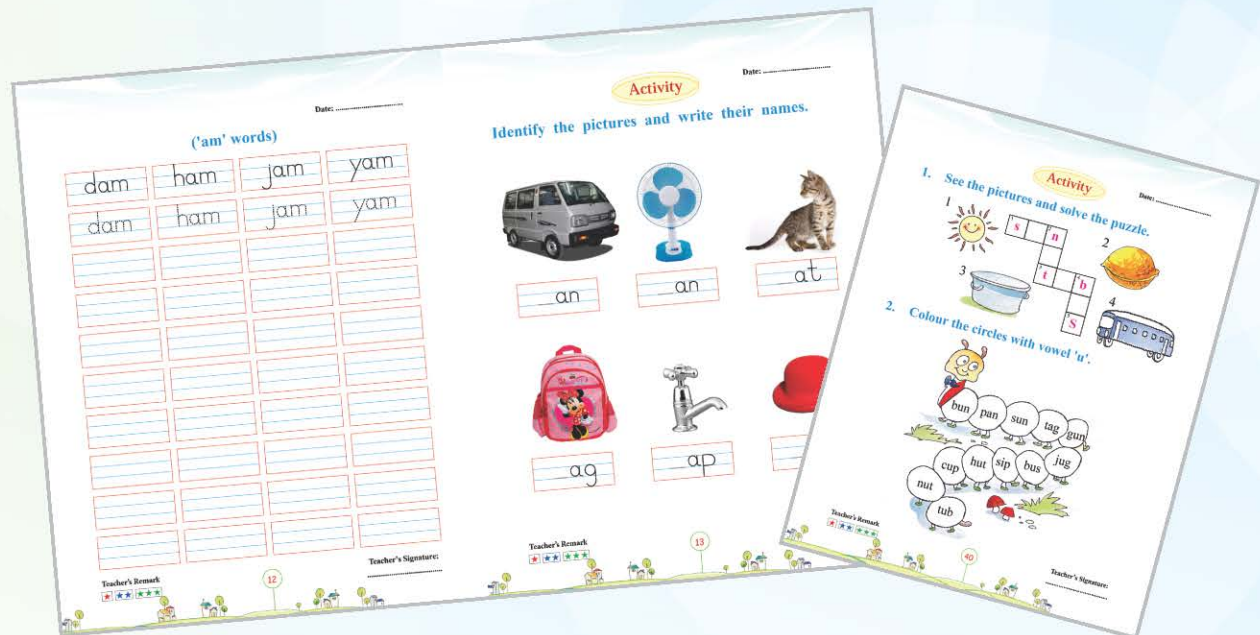 Date: ........................
('am' words)
dam ham jam yam
dam ham jam yam
Teacher's Remark
12
Teacher's Signature:
........................
Activity
Date: ........................
Identify the pictures and write their names.
_an _an _at
_ag _ap
Teacher's Remark
13
Activity
Date: ........................
1. See the pictures and solve the puzzle.
1
s n
2
3
t b
4
s
2. Colour the circles with vowel 'u'.
bun pan sun tag gun
cup hut sip bus jug
nut
tub
Teacher's Remark
40
Teacher's Signature:
........................